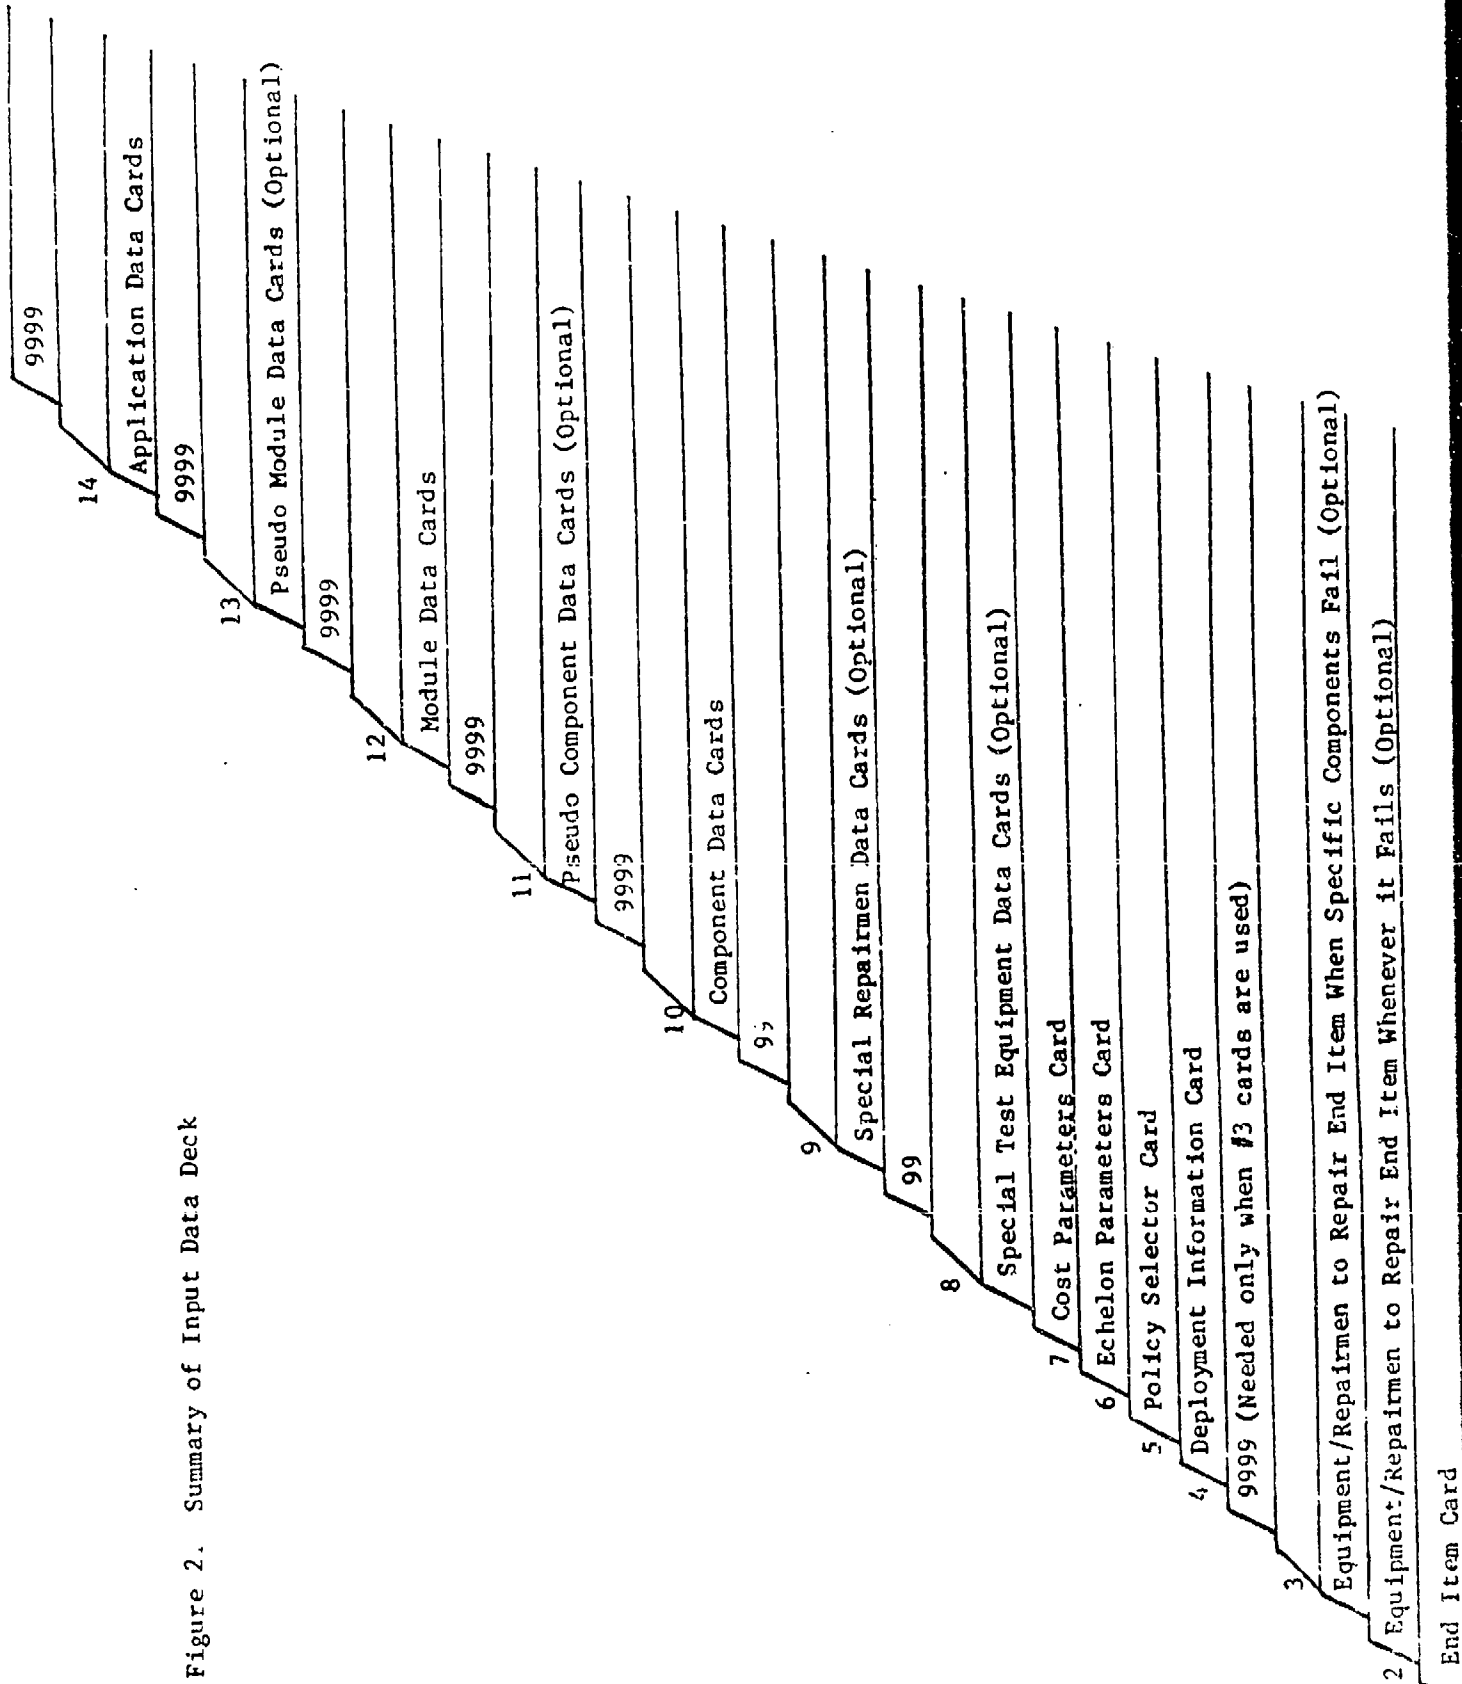 Figure 2. Summary of Input Data Deck
9999
14
Application Data Cards
9999
13
Pseudo Module Data Cards (Optional)
9999
12
Module Data Cards
9999
11
Pseudo Component Data Cards (Optional)
9999
10
Component Data Cards
99
9
Special Repairmen Data Cards (Optional)
99
8
Special Test Equipment Data Cards (Optional)
7
Cost Parameters Card
6
Echelon Parameters Card
5
Policy Selector Card
4
Deployment Information Card
9999 (Needed only when #3 cards are used)
3
Equipment/Repairmen to Repair End Item When Specific Components Fail (Optional)
2
Equipment/Repairmen to Repair End Item Whenever it Fails (Optional)
End Item Card